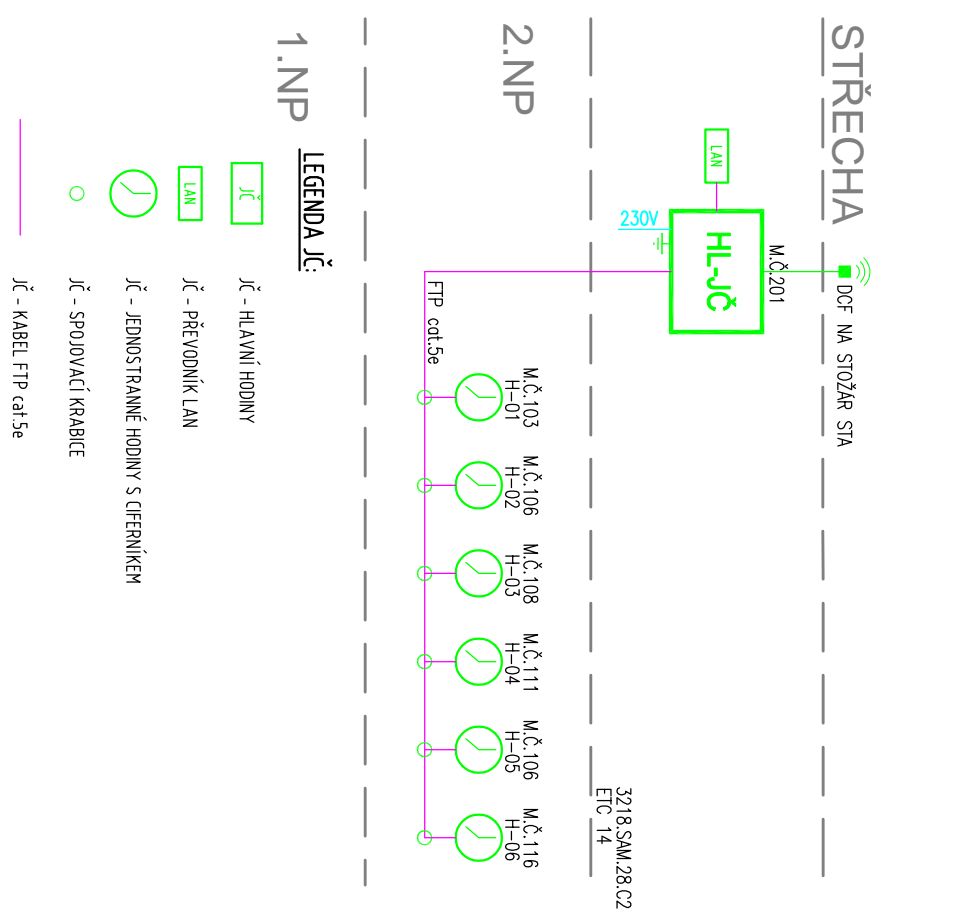 STŘECHA
DCF NA STOŽÁR STA
M.Č.201
LAN
HL-JČ
230V
3218.SAM.28.C2
ETC 14
2.NP
M.Č.103
H-01
M.Č.106
H-02
M.Č.108
H-03
M.Č.111
H-04
M.Č.106
H-05
M.Č.116
H-06
FTP cat.5e
1.NP
LEGENDA JČ:
JČ
JČ - HLAVNÍ HODINY
LAN
JČ - PŘEVODNÍK LAN
JČ - JEDNOSTRANNÉ HODINY S CIFERNÍKEM
JČ - SPOJOVACÍ KRABICE
JČ - KABEL FTP cat.5e